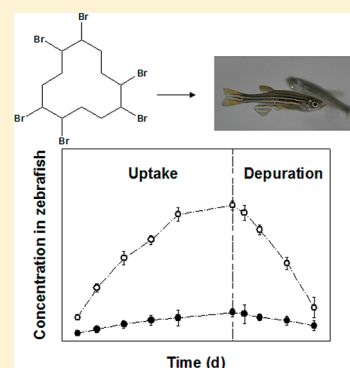 Br
Br
Br
Br
Br
Br
Uptake
Depuration
Concentration in zebrafish
Time (d)